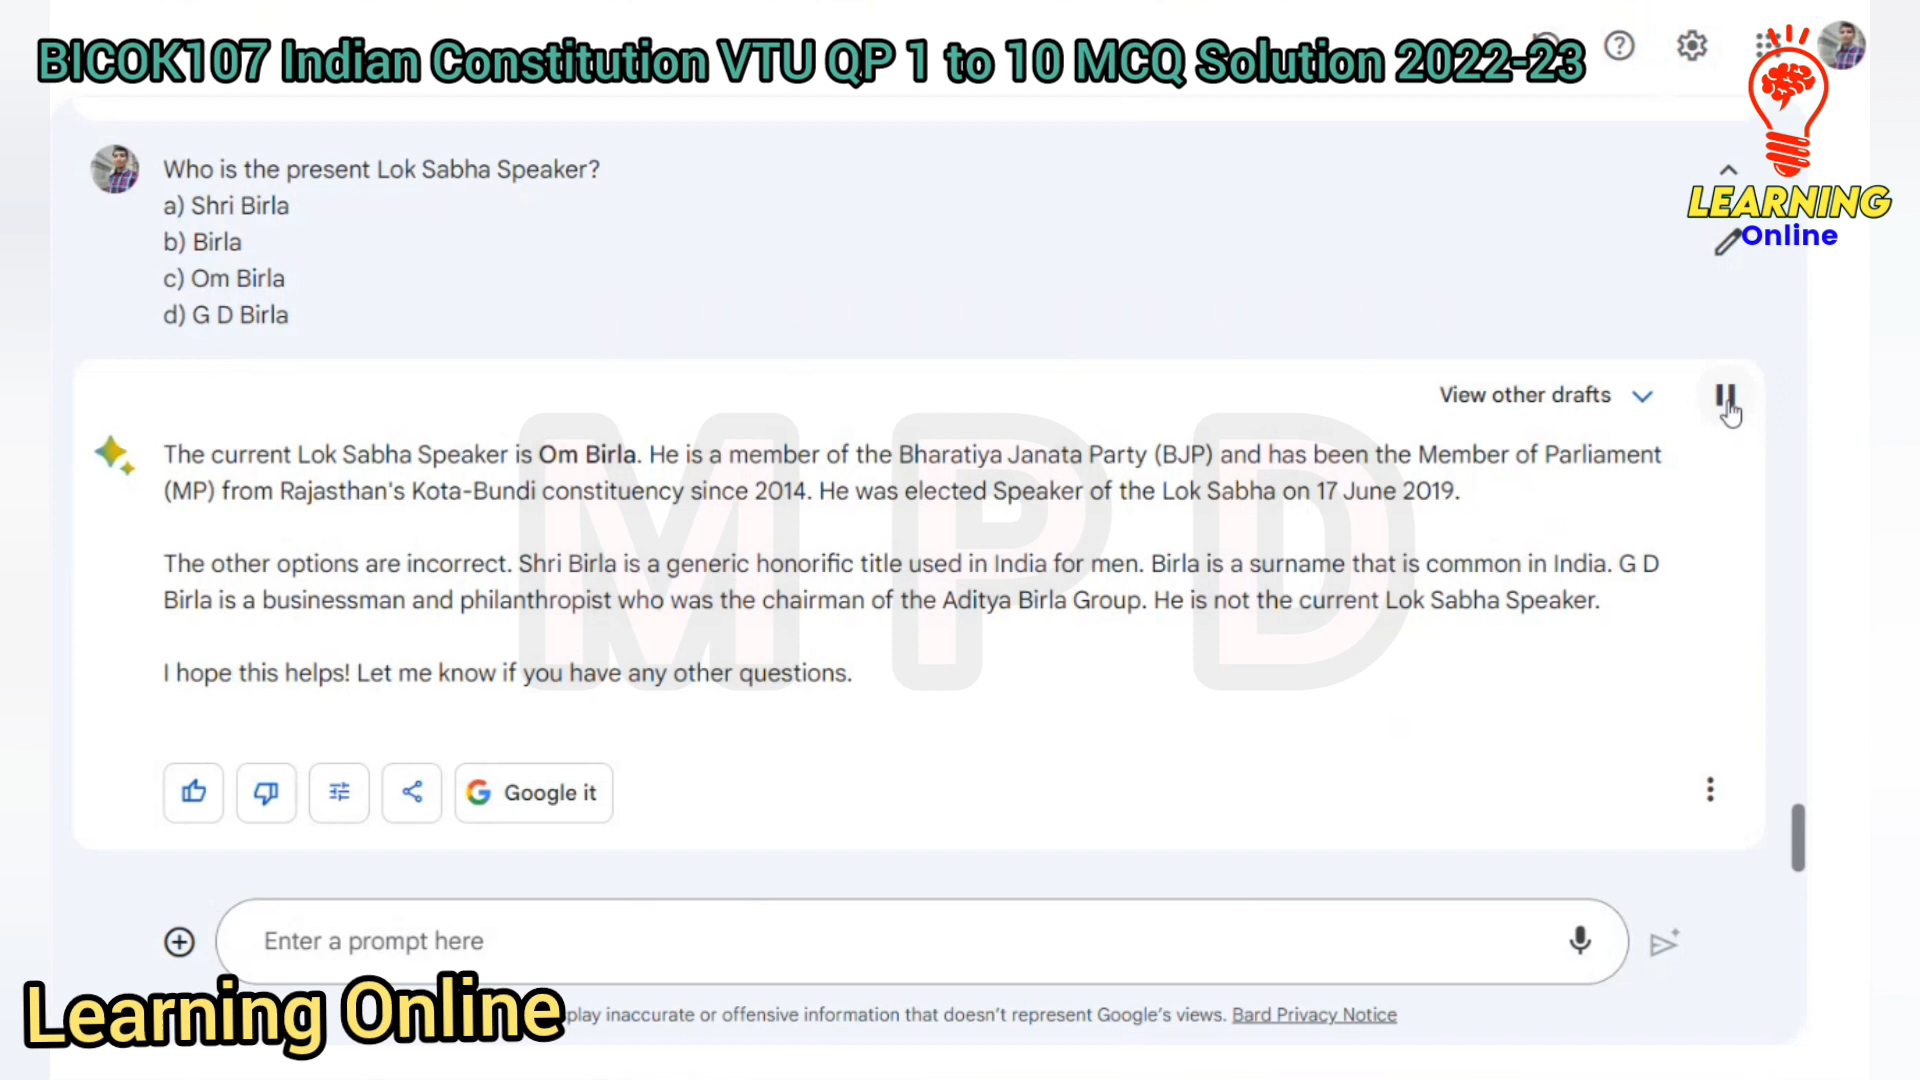 BICOK107 Indian Constitution VTU QP 1 to 10 MCQ Solution 2022-23
LEARNING
Online
Who is the present Lok Sabha Speaker?
a) Shri Birla
b) Birla
c) Om Birla
d) G D Birla
View other drafts
The current Lok Sabha Speaker is Om Birla. He is a member of the Bharatiya Janata Party (BJP) and has been the Member of Parliament
(MP) from Rajasthan's Kota-Bundi constituency since 2014. He was elected Speaker of the Lok Sabha on 17 June 2019.
The other options are incorrect. Shri Birla is a generic honorific title used in India for men. Birla is a surname that is common in India. G D
Birla is a businessman and philanthropist who was the chairman of the Aditya Birla Group. He is not the current Lok Sabha Speaker.
I hope this helps! Let me know if you have any other questions.
MPD
Google it
Enter a prompt here
Learning Online
play inaccurate or offensive information that doesn't represent Google's views. Bard Privacy Notice